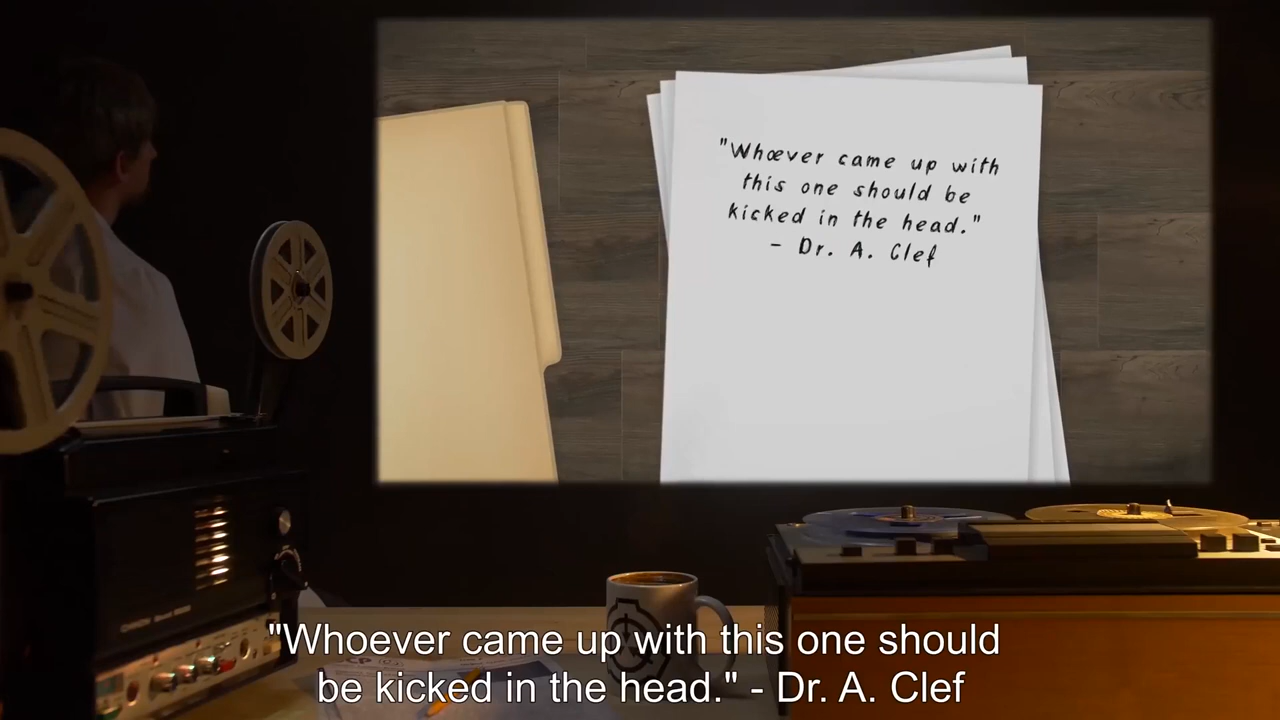 "Whoever came up with
this one should be
kicked in the head."
- Dr. A. Clef
"Whoever came up with this one should
be kicked in the head." - Dr. A. Clef